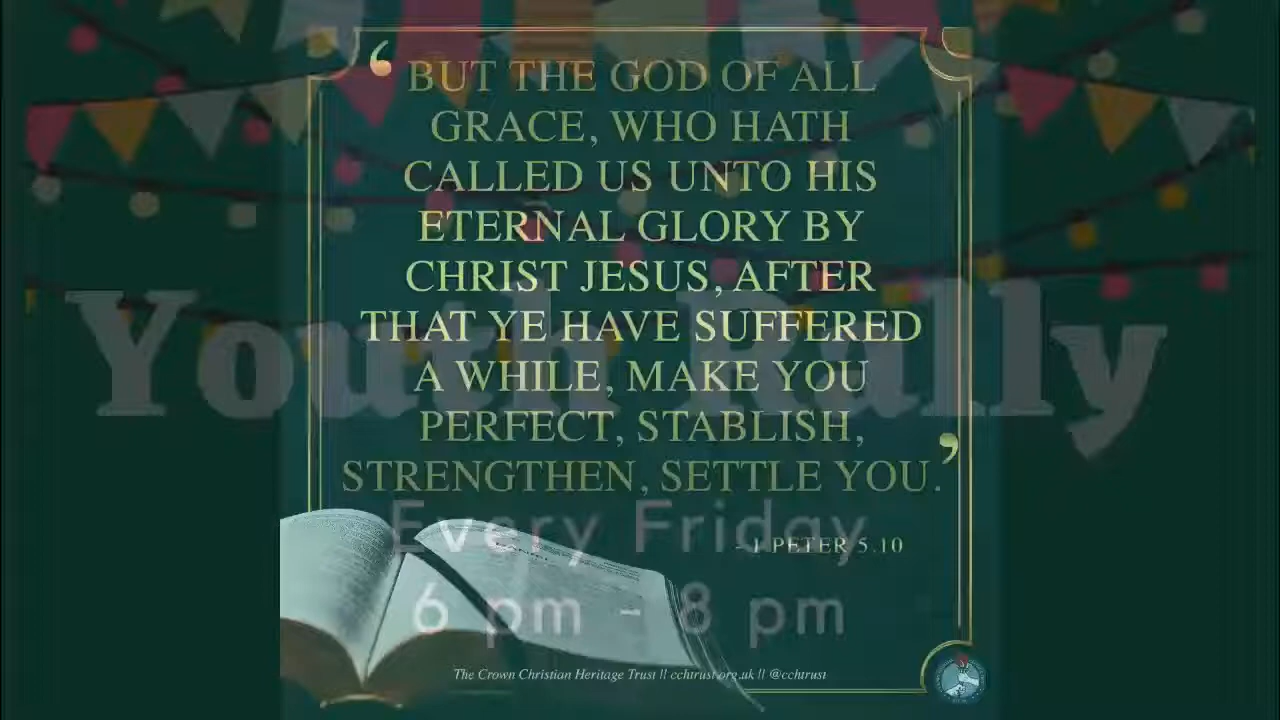 ‘
BUT THE GOD OF ALL
GRACE, WHO HATH
CALLED US UNTO HIS
ETERNAL GLORY BY
CHRIST JESUS, AFTER
THAT YE HAVE SUFFERED
A WHILE, MAKE YOU
PERFECT, STABLISH,
STRENGTHEN, SETTLE YOU.
’
- 1 PETER 5.10
Youth Rally
Every Friday
6 pm - 8 pm
The Crown Christian Heritage Trust || cchtrust.org.uk || @cchtrust